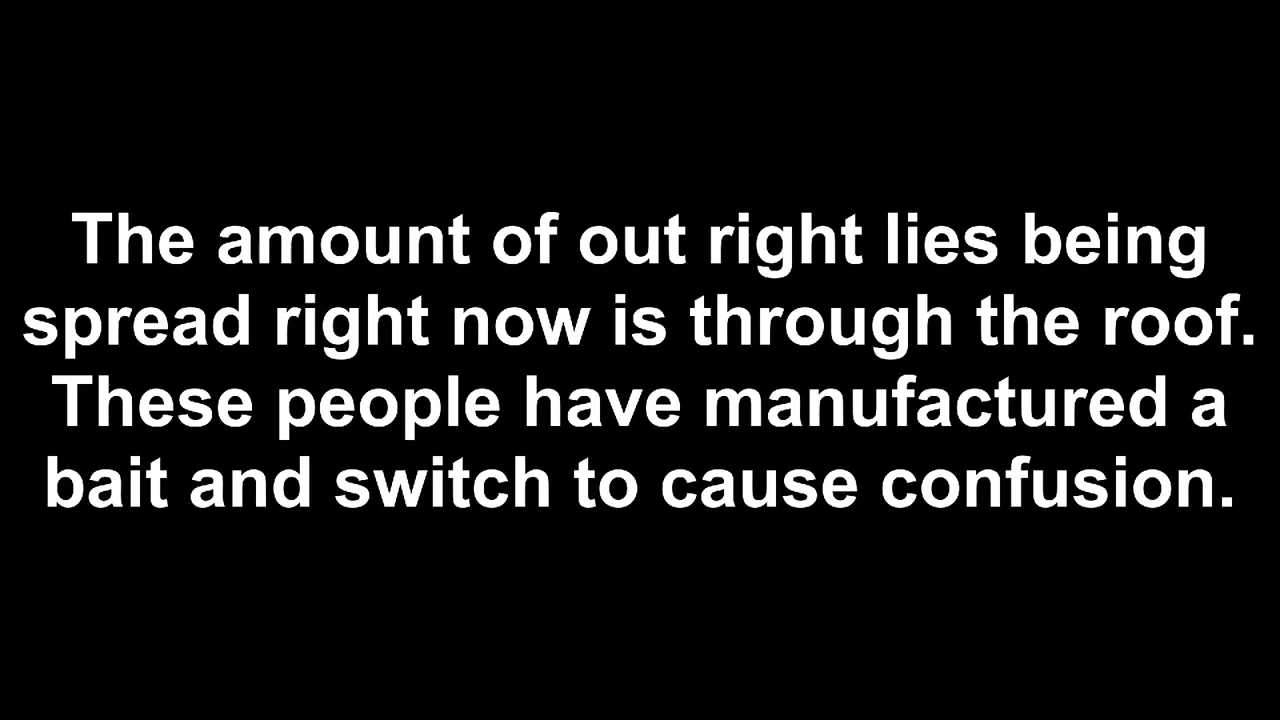 The amount of out right lies being
spread right now is through the roof.
These people have manufactured a
bait and switch to cause confusion.